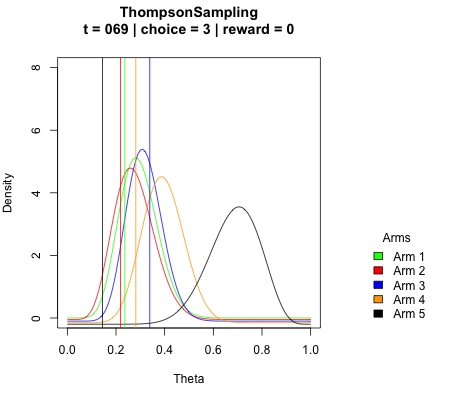 ThompsonSampling
t = 069 | choice = 3 | reward = 0
Density
8
6
4
2
0
0.0 0.2 0.4 0.6 0.8 1.0
Theta
Arms
Arm 1
Arm 2
Arm 3
Arm 4
Arm 5